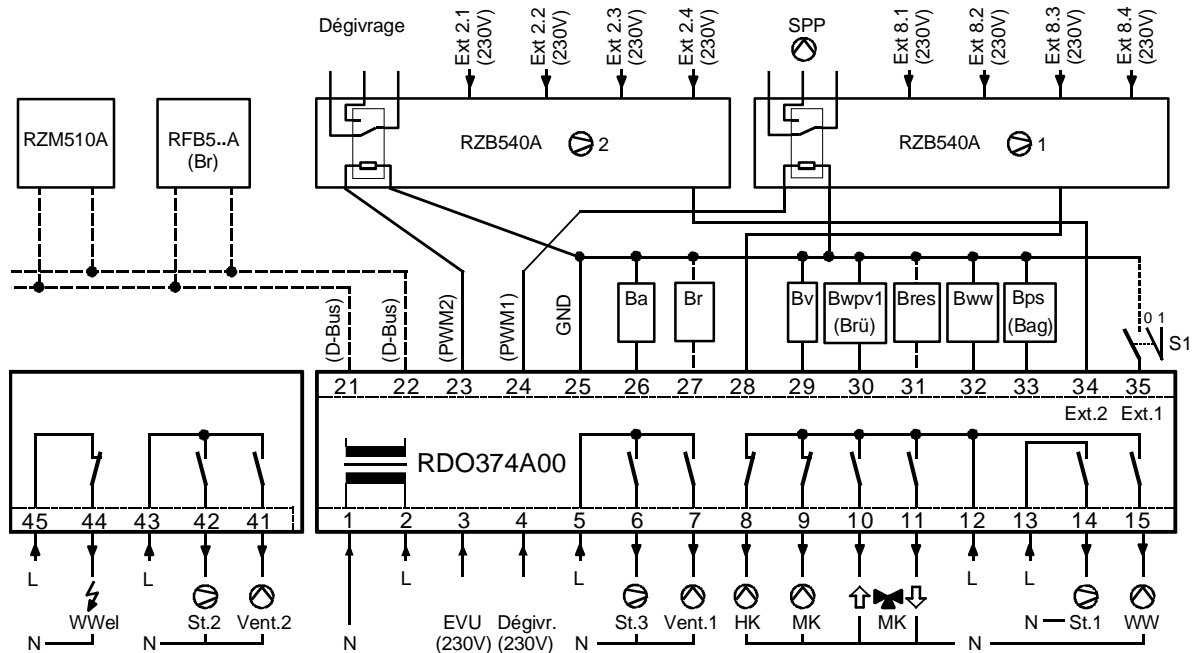 Dégivrage
Ext 2.1
(230V)
Ext 2.2
(230V)
Ext 2.3
(230V)
Ext 2.4
(230V)
SPP
Ext 8.1
(230V)
Ext 8.2
(230V)
Ext 8.3
(230V)
Ext 8.4
(230V)
RZM510A
RFB5..A
(Br)
RZB540A 2
RZB540A 1
(D-Bus)
(D-Bus)
(PWM2)
(PWM1)
GND
Ba
Br
Bv
Bwpv1
(Brü)
Bres
Bww
Bps
(Bag)
0 1
S1
21 22 23 24 25 26 27 28 29 30 31 32 33 34 35
Ext.2 Ext.1
RDO374A00
45 44 43 42 41
1 2 3 4 5 6 7 8 9 10 11 12 13 14 15
L L L L L L
WWel St.2 Vent.2
N N N
EVU
(230V)
Dégivr.
(230V)
N
St.3 Vent.1 HK MK MK
N
N St.1 WW